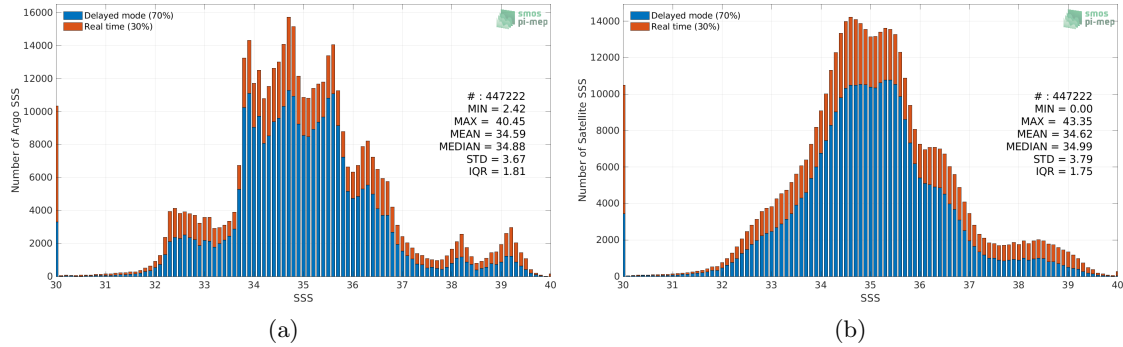 Delayed mode (70%)
Real time (30%)
smos
pi-mep
16000
14000
12000
10000
8000
6000
4000
2000
0
Number of Argo SSS
# : 447222
MIN = 2.42
MAX = 40.45
MEAN = 34.59
MEDIAN = 34.88
STD = 3.67
IQR = 1.81
30 31 32 33 34 35 36 37 38 39 40
SSS
(a)
Delayed mode (70%)
Real time (30%)
smos
pi-mep
14000
12000
10000
8000
6000
4000
2000
0
Number of Satellite SSS
# : 447222
MIN = 0.00
MAX = 43.35
MEAN = 34.62
MEDIAN = 34.99
STD = 3.79
IQR = 1.75
30 31 32 33 34 35 36 37 38 39 40
SSS
(b)